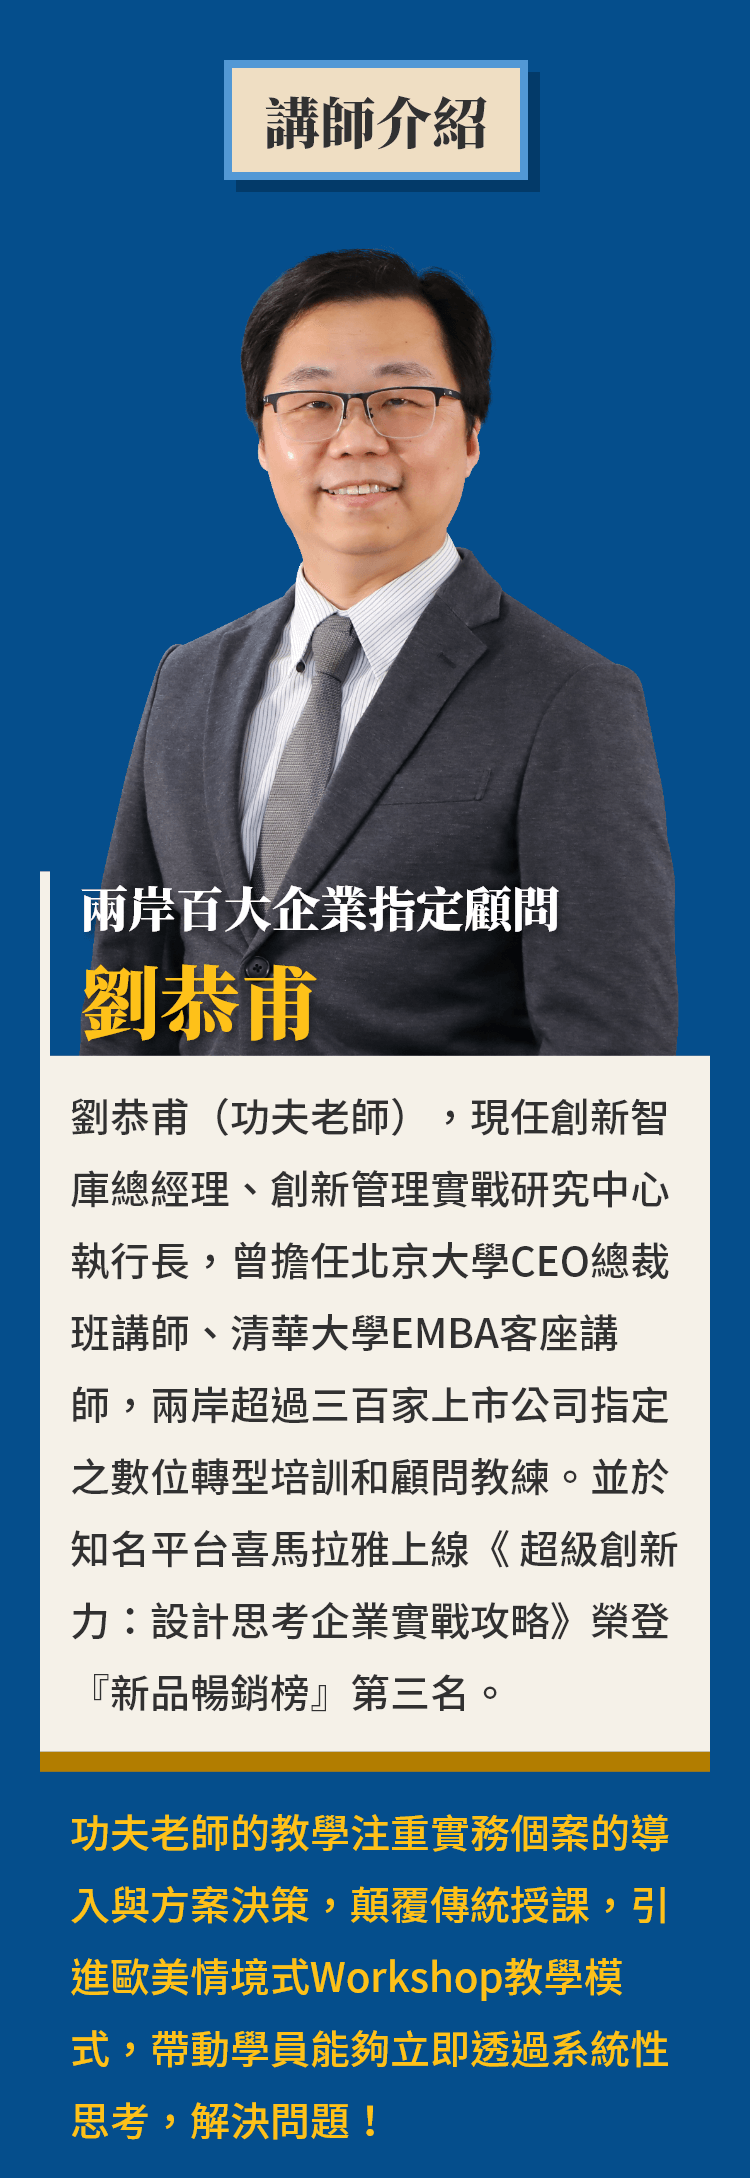 講師介紹
兩岸百大企業指定顧問
劉恭甫
劉恭甫（功夫老師），現任創新智
庫總經理、創新管理實戰研究中心
執行長，曾擔任北京大學CEO總裁
班講師、清華大學EMBA客座講
師，兩岸超過三百家上市公司指定
之數位轉型培訓和顧問教練。並於
知名平台喜馬拉雅上線《 超級創新
力：設計思考企業實戰攻略》榮登
『新品暢銷榜』第三名。
功夫老師的教學注重實務個案的導
入與方案決策，顛覆傳統授課，引
進歐美情境式Workshop教學模
式，帶動學員能夠立即透過系統性
思考，解決問題！